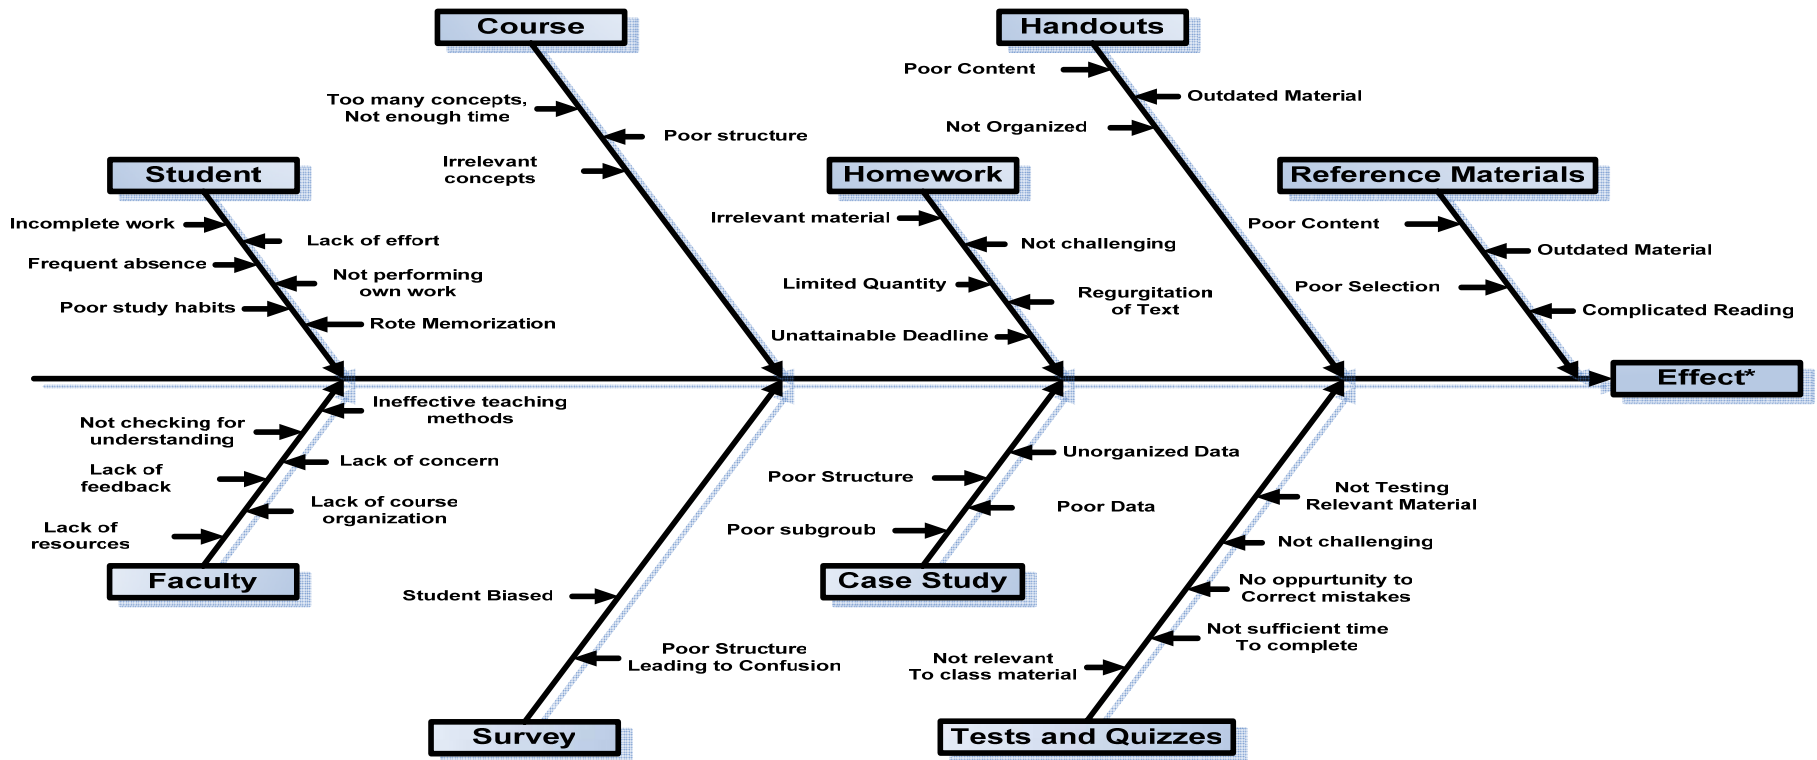 Course
Handouts
Poor Content
Outdated Material
Too many concepts,
Not enough time
Not Organized
Poor structure
Irrelevant
concepts
Student
Homework
Reference Materials
Incomplete work
Lack of effort
Frequent absence
Not performing
own work
Poor study habits
Rote Memorization
Irrelevant material
Not challenging
Limited Quantity
Regurgitation
of Text
Unattainable Deadline
Poor Content
Outdated Material
Poor Selection
Complicated Reading
Effect*
Ineffective teaching
methods
Not checking for
understanding
Lack of concern
Lack of
feedback
Lack of course
organization
Lack of
resources
Faculty
Unorganized Data
Poor Structure
Poor Data
Poor subgroub
Case Study
Not Testing
Relevant Material
Not challenging
No oppurtunity to
Correct mistakes
Not sufficient time
To complete
Not relevant
To class material
Student Biased
Poor Structure
Leading to Confusion
Survey
Tests and Quizzes